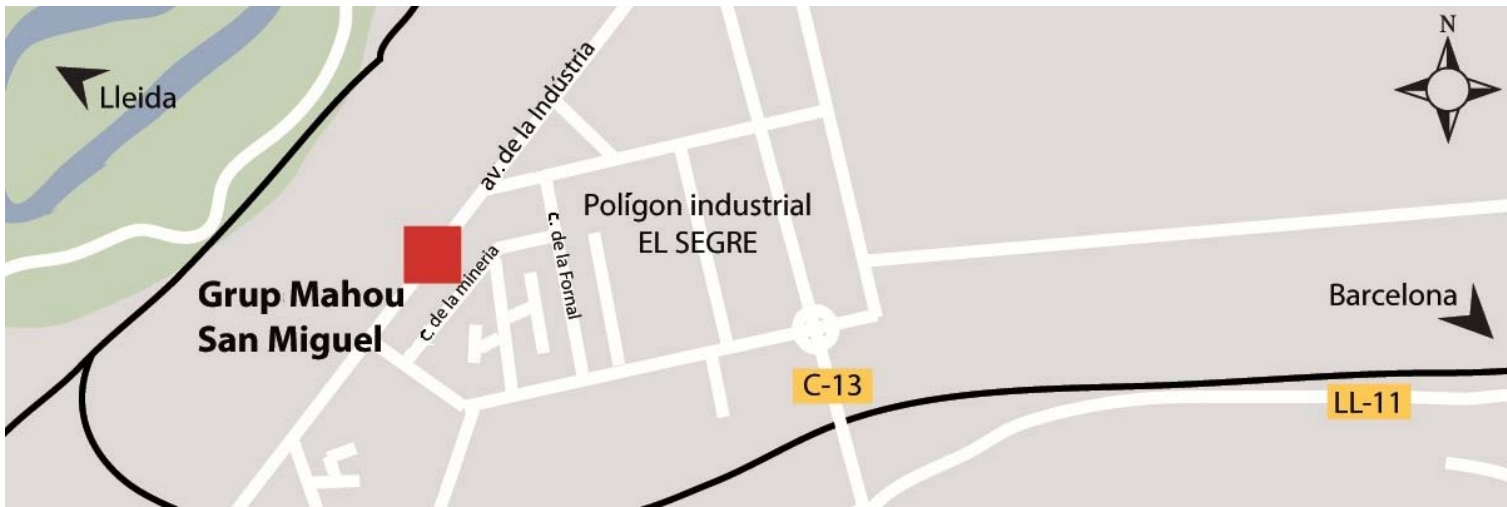 N
Lleida
av. de la Indústria
Polígon industrial
EL SEGRE
c. de la Fornal
c. de la mineria
Grup Mahou
San Miguel
Barcelona
C-13
LL-11